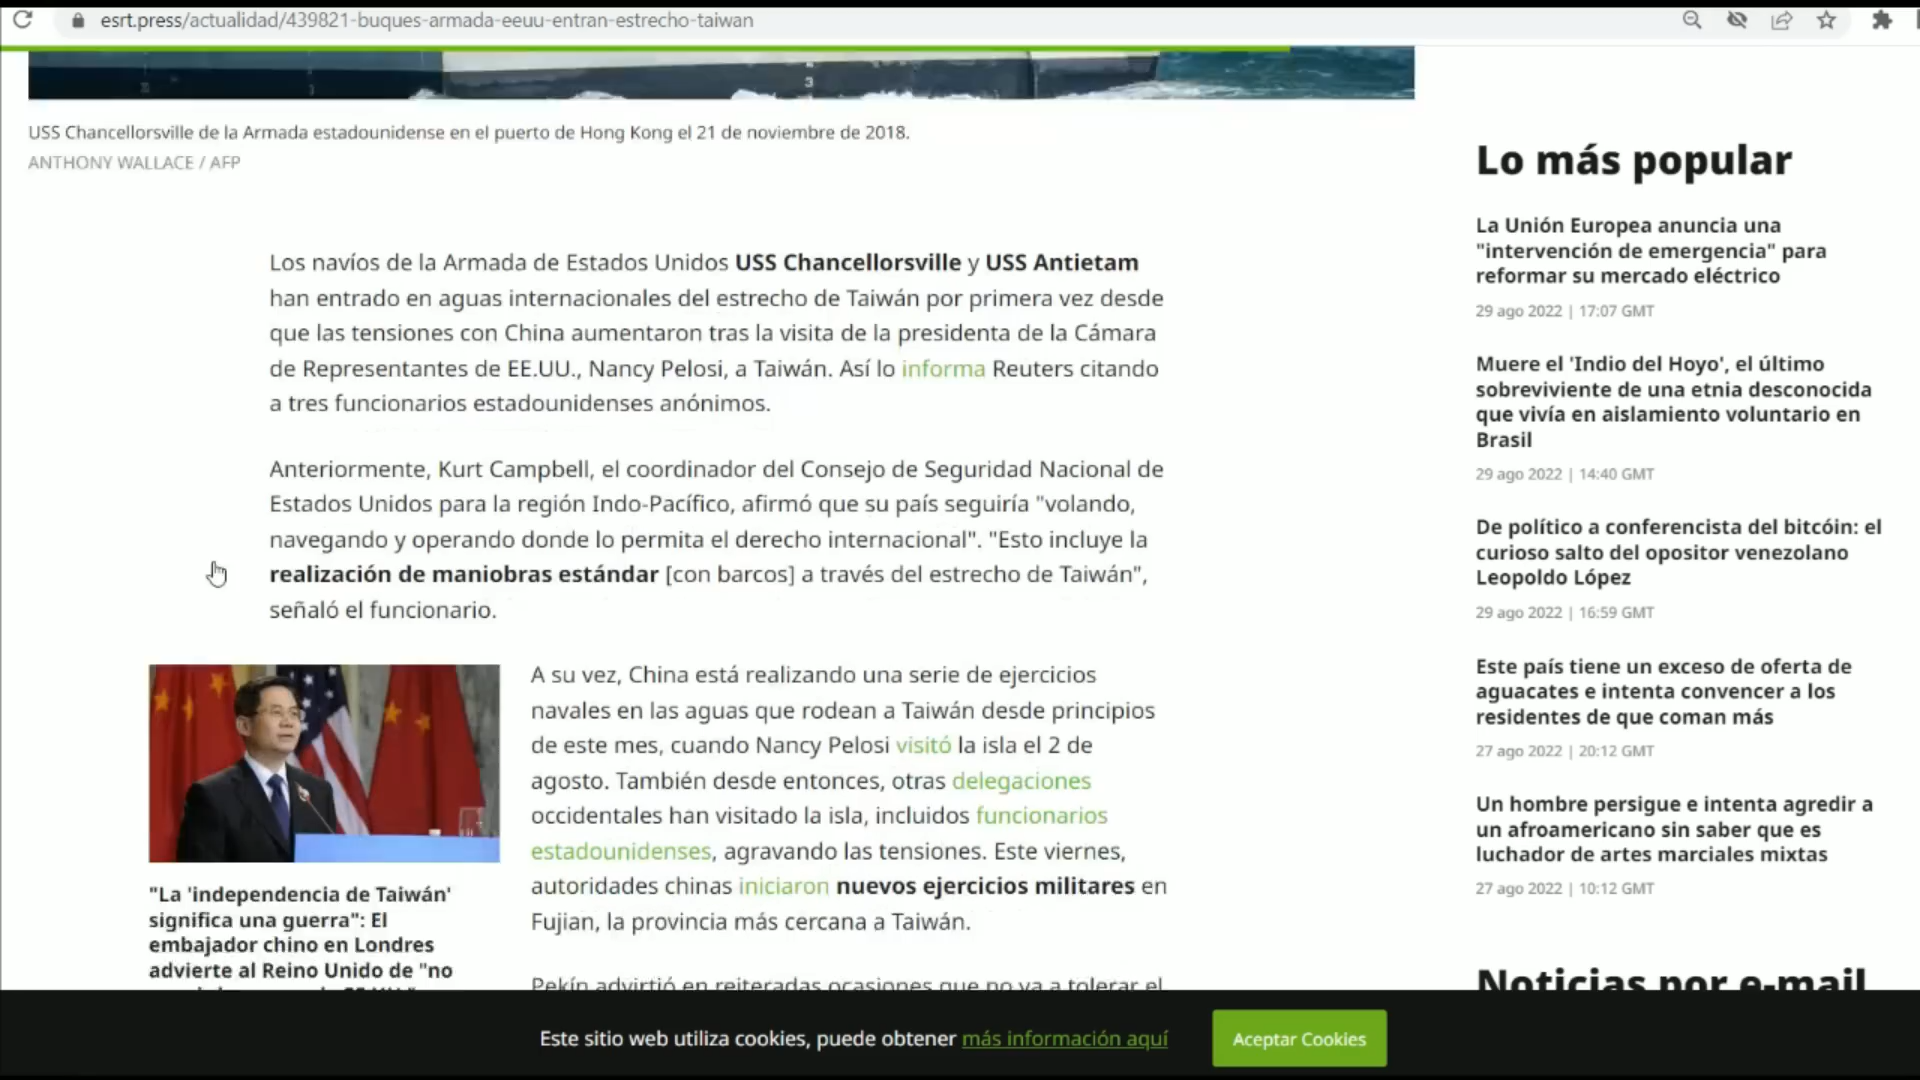 esrt.press/actualidad/439821-buques-armada-eeuu-entran-estrecho-taiwan
USS Chancellorsville de la Armada estadounidense en el puerto de Hong Kong el 21 de noviembre de 2018.
ANTHONY WALLACE / AFP
Los navíos de la Armada de Estados Unidos USS Chancellorsville y USS Antietam
han entrado en aguas internacionales del estrecho de Taiwán por primera vez desde
que las tensiones con China aumentaron tras la visita de la presidenta de la Cámara
de Representantes de EE.UU., Nancy Pelosi, a Taiwán. Así lo informa Reuters citando
a tres funcionarios estadounidenses anónimos.
Anteriormente, Kurt Campbell, el coordinador del Consejo de Seguridad Nacional de
Estados Unidos para la región Indo-Pacífico, afirmó que su país seguiría "volando,
navegando y operando donde lo permita el derecho internacional". "Esto incluye la
realización de maniobras estándar [con barcos] a través del estrecho de Taiwán",
señaló el funcionario.
"La 'independencia de Taiwán'
significa una guerra": El
embajador chino en Londres
advierte al Reino Unido de "no
A su vez, China está realizando una serie de ejercicios
navales en las aguas que rodean a Taiwán desde principios
de este mes, cuando Nancy Pelosi visitó la isla el 2 de
agosto. También desde entonces, otras delegaciones
occidentales han visitado la isla, incluidos funcionarios
estadounidenses, agravando las tensiones. Este viernes,
autoridades chinas iniciaron nuevos ejercicios militares en
Fujian, la provincia más cercana a Taiwán.
Pekín advirtió en reiteradas ocasiones que no va a tolerar el
Lo más popular
La Unión Europea anuncia una
"intervención de emergencia" para
reformar su mercado eléctrico
29 ago 2022 | 17:07 GMT
Muere el 'Indio del Hoyo', el último
sobreviviente de una etnia desconocida
que vivía en aislamiento voluntario en
Brasil
29 ago 2022 | 14:40 GMT
De político a conferencista del bitcóin: el
curioso salto del opositor venezolano
Leopoldo López
29 ago 2022 | 16:59 GMT
Este país tiene un exceso de oferta de
aguacates e intenta convencer a los
residentes de que coman más
27 ago 2022 | 20:12 GMT
Un hombre persigue e intenta agredir a
un afroamericano sin saber que es
luchador de artes marciales mixtas
27 ago 2022 | 10:12 GMT
Noticias por e-mail
Este sitio web utiliza cookies, puede obtener más información aquí
Aceptar Cookies